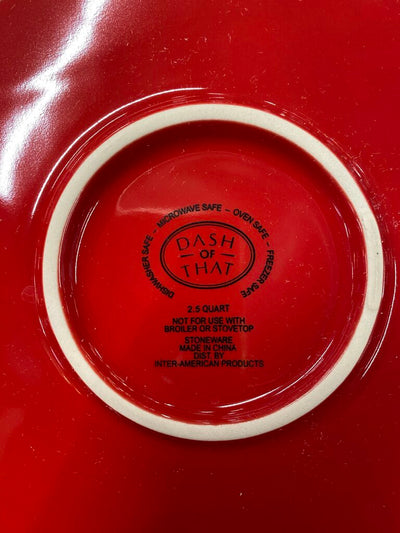 DISHWASHER SAFE - MICROWAVE SAFE - OVEN SAFE - FREEZER SAFE
DASH
OF
THAT
2.5 QUART
NOT FOR USE WITH
BROILER OR STOVETOP
STONEWARE
MADE IN CHINA
DIST. BY
INTER-AMERICAN PRODUCTS